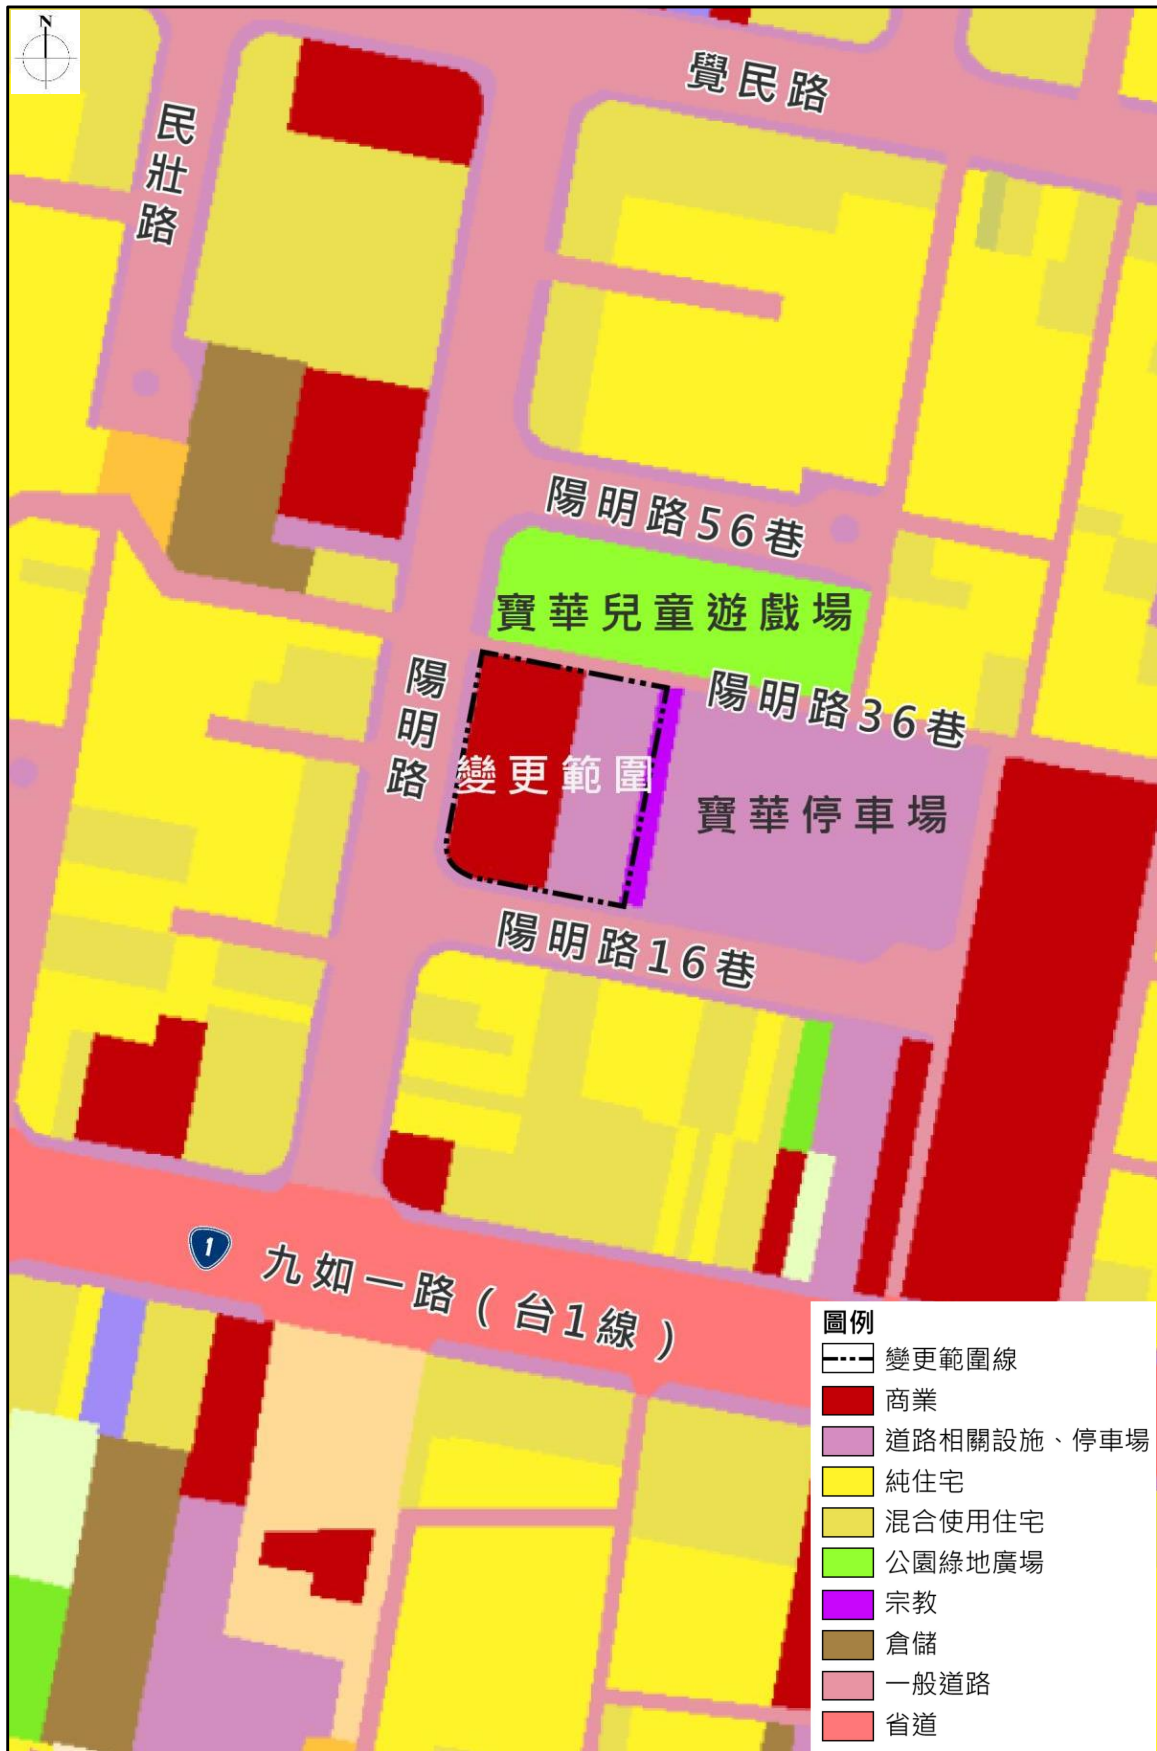 N
覺民路
民壯路
陽明路56巷
寶華兒童遊戲場
陽明路36巷
陽明路
變更範圍
寶華停車場
陽明路16巷
1
九如一路（台1線）
圖例
變更範圍線
商業
道路相關設施、停車場
純住宅
混合使用住宅
公園綠地廣場
宗教
倉儲
一般道路
省道